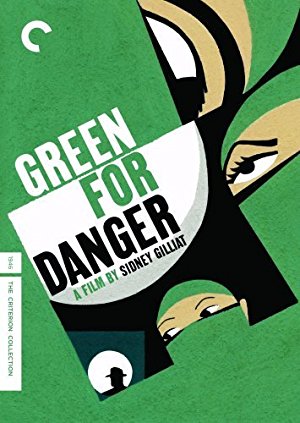 GREEN
FOR
DANGER
A FILM BY SIDNEY GILLIAT
1946
THE CRITERION COLLECTION